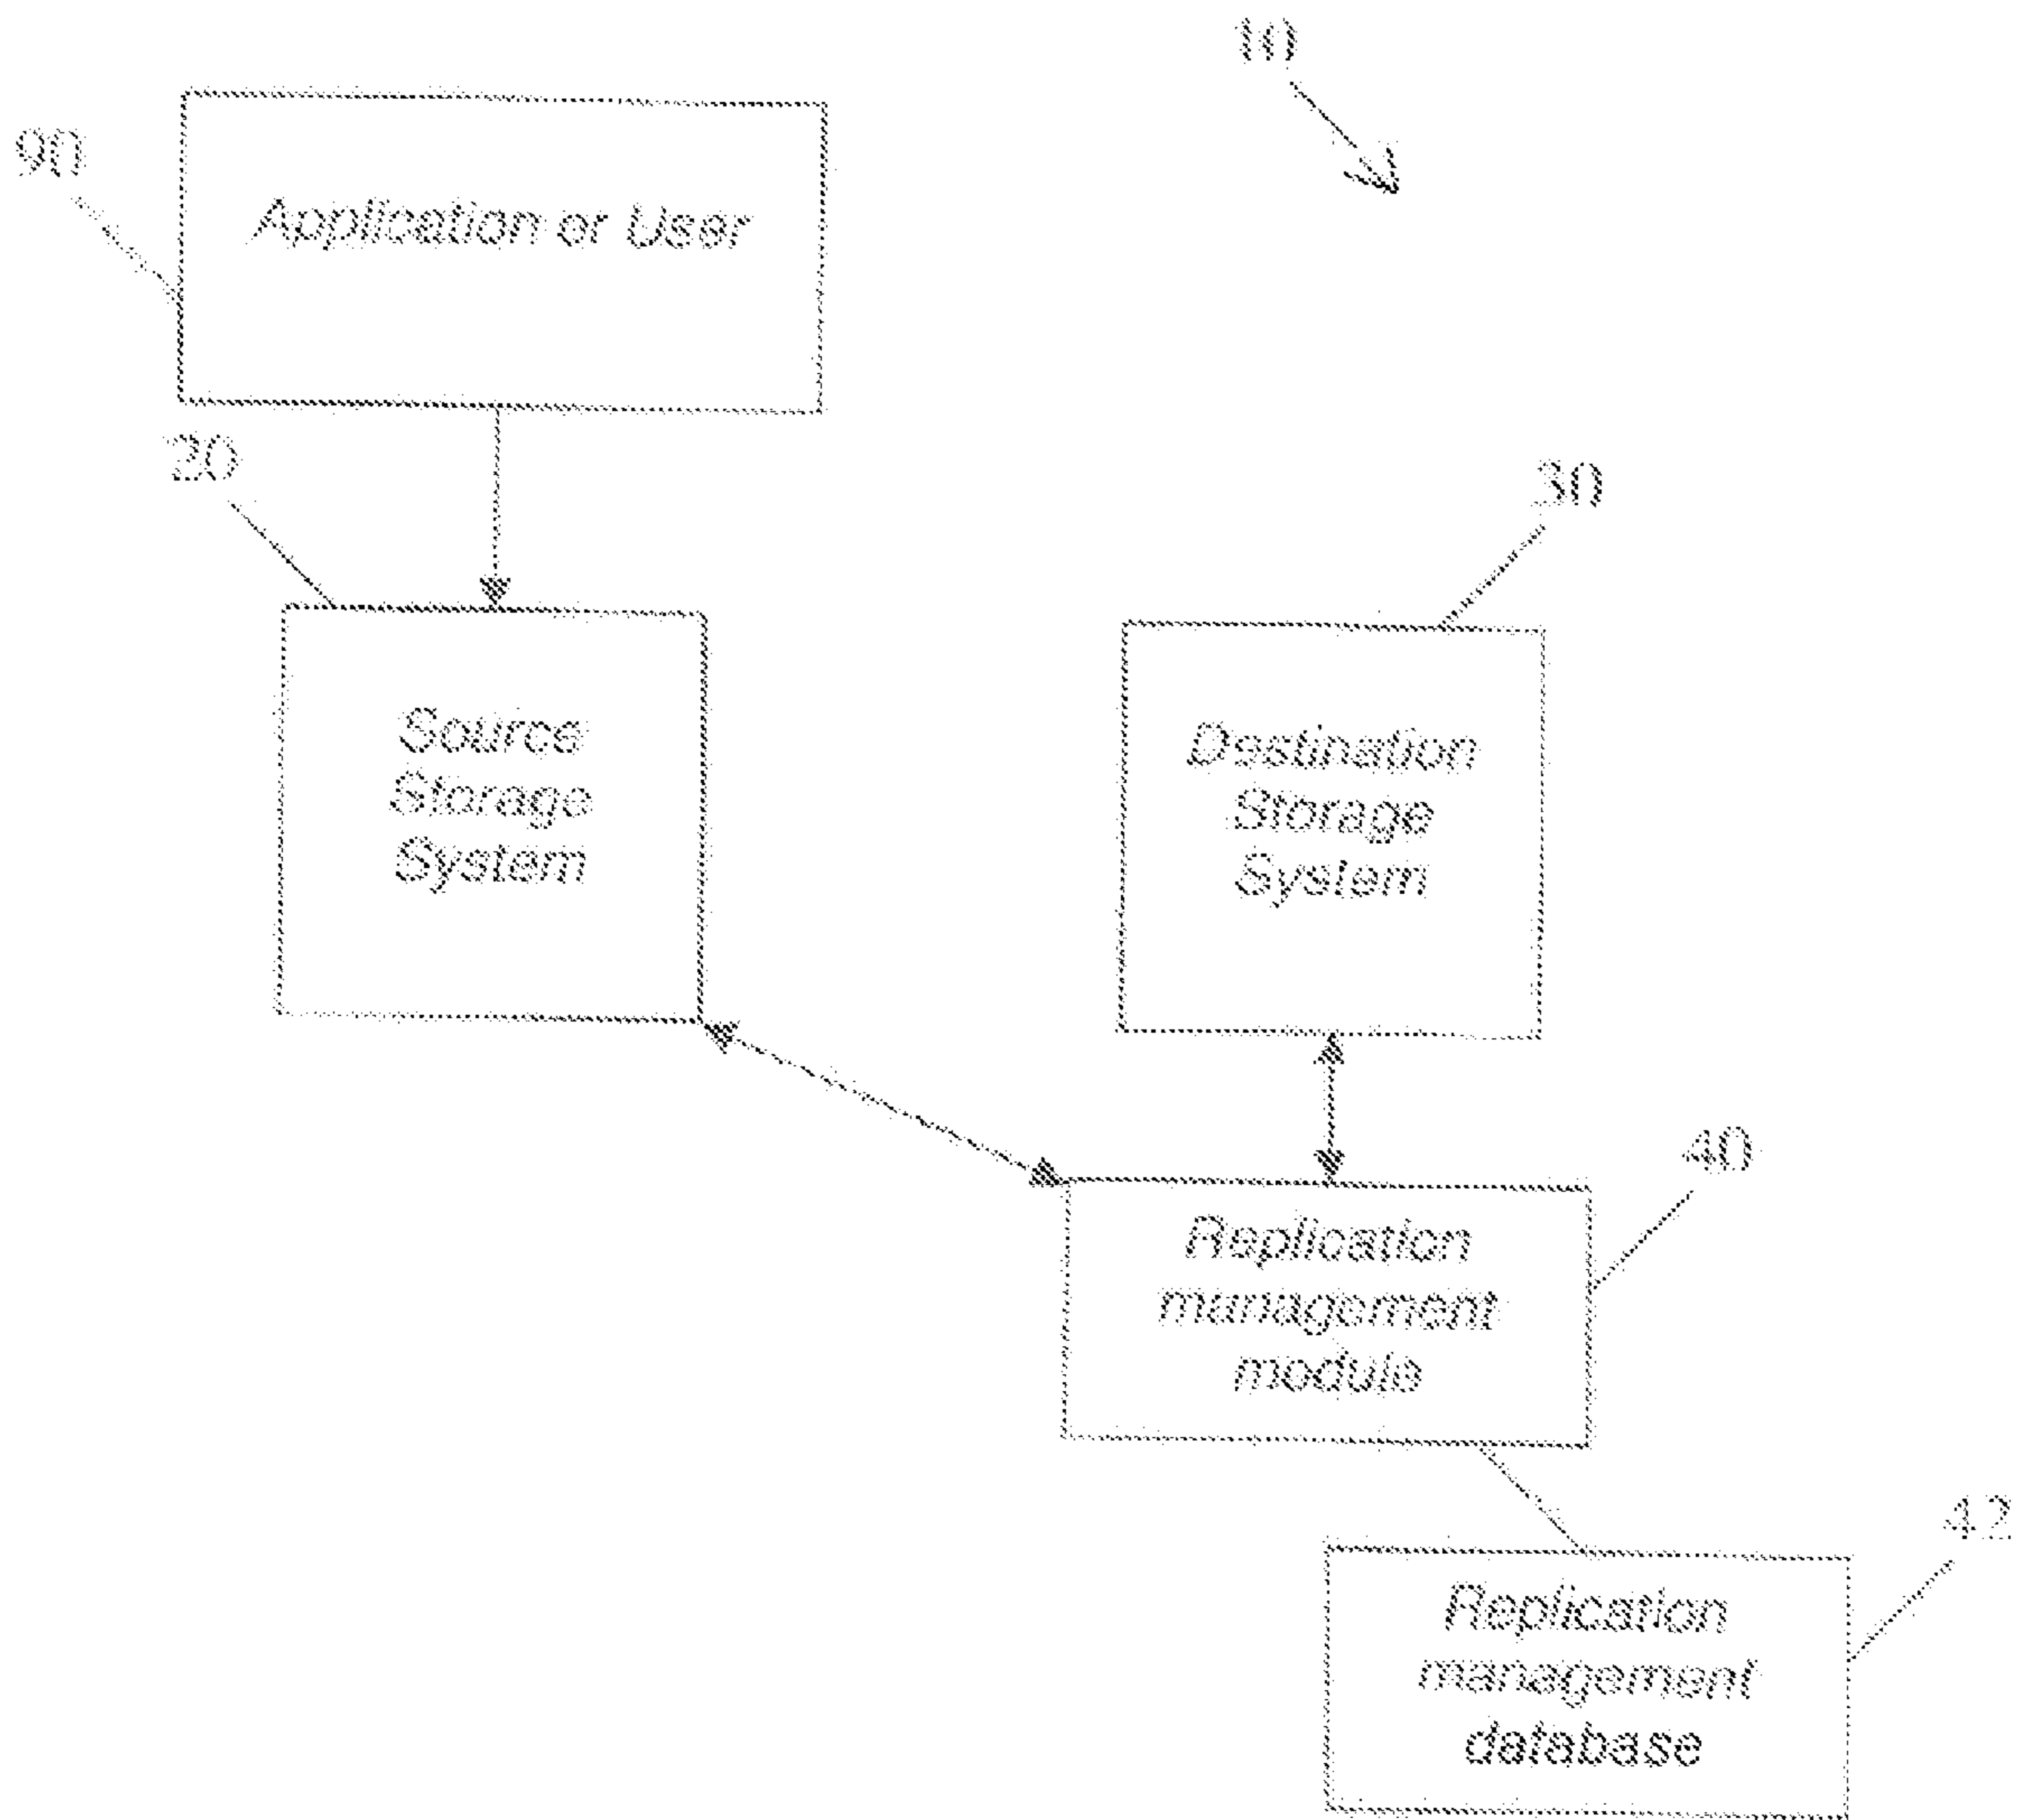 10
90
Application or User
20
30
Source
Storage
System
Destination
Storage
System
40
Replication
management
module
42
Replication
management
database